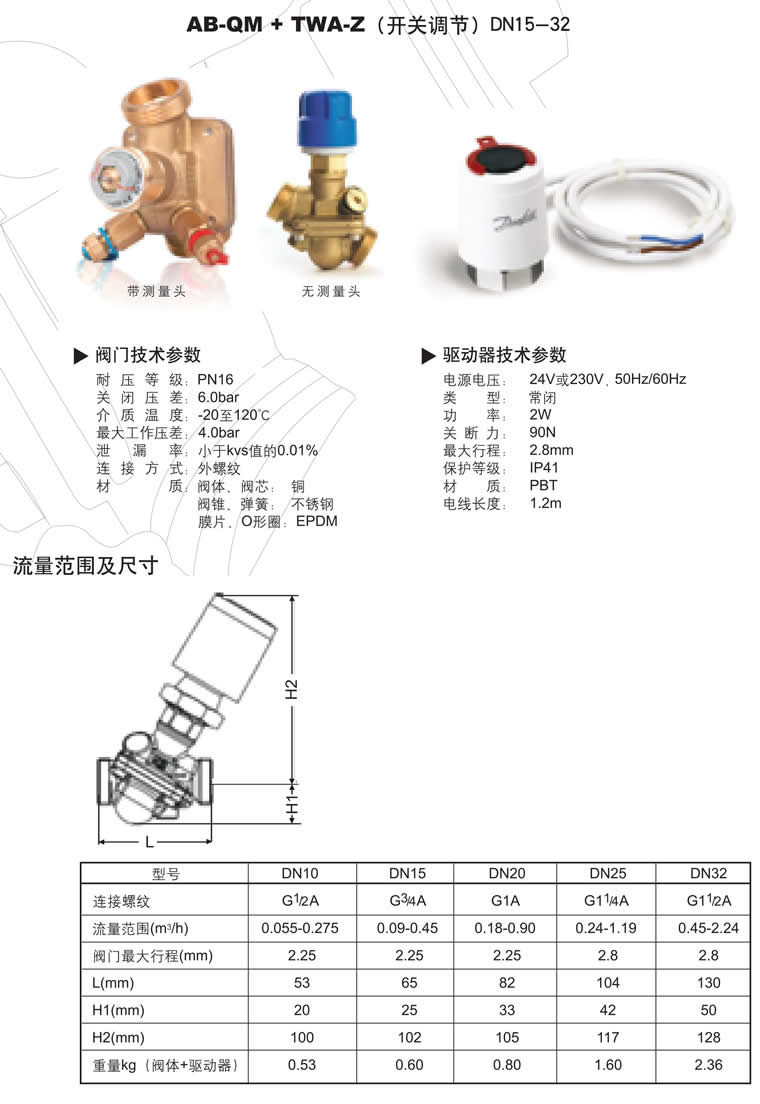 AB-QM + TWA-Z（开关调节）DN15–32
Danfoss
带测量头
无测量头
▶ 阀门技术参数
耐压等级：PN16
关闭压差：6.0bar
介质温度：-20至120℃
最大工作压差：4.0bar
泄漏率：小于kvs值的0.01%
连接方式：外螺纹
材质：阀体、阀芯：铜
阀锥、弹簧：不锈钢
膜片、O形圈：EPDM
▶ 驱动器技术参数
电源电压：24V或230V，50Hz/60Hz
类型：常闭
功率：2W
关断力：90N
最大行程：2.8mm
保护等级：IP41
材质：PBT
电线长度：1.2m
流量范围及尺寸
H2
H1
L
型号 DN10 DN15 DN20 DN25 DN32
连接螺纹 G1/2A G3/4A G1A G11/4A G11/2A
流量范围(m³/h) 0.055-0.275 0.09-0.45 0.18-0.90 0.24-1.19 0.45-2.24
阀门最大行程(mm) 2.25 2.25 2.25 2.8 2.8
L(mm) 53 65 82 104 130
H1(mm) 20 25 33 42 50
H2(mm) 100 102 105 117 128
重量kg（阀体+驱动器） 0.53 0.60 0.80 1.60 2.36